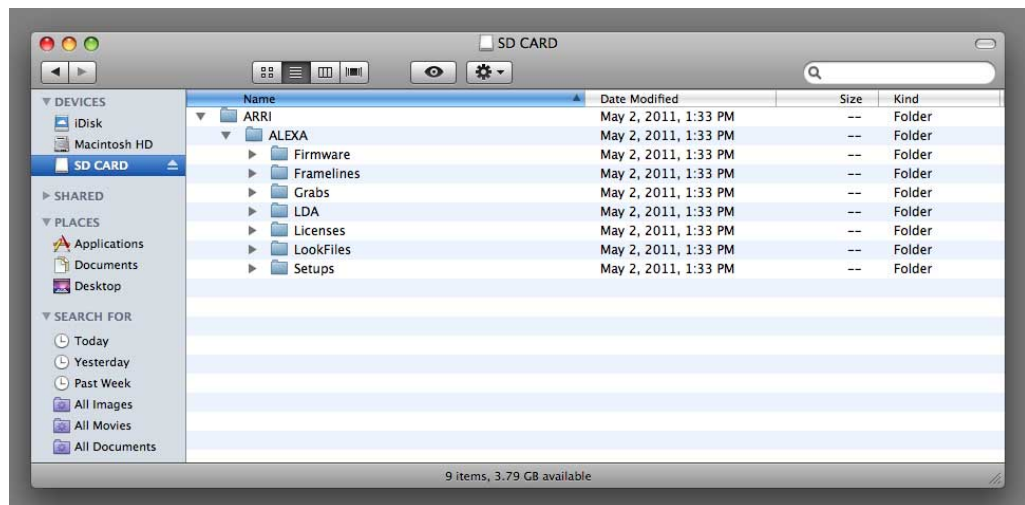 SD CARD
DEVICES
iDisk
Macintosh HD
SD CARD
SHARED
PLACES
Applications
Documents
Desktop
SEARCH FOR
Today
Yesterday
Past Week
All Images
All Movies
All Documents
Name Date Modified Size Kind
ARRI May 2, 2011, 1:33 PM -- Folder
ALEXA May 2, 2011, 1:33 PM -- Folder
Firmware May 2, 2011, 1:33 PM -- Folder
Framelines May 2, 2011, 1:33 PM -- Folder
Grabs May 2, 2011, 1:33 PM -- Folder
LDA May 2, 2011, 1:33 PM -- Folder
Licenses May 2, 2011, 1:33 PM -- Folder
LookFiles May 2, 2011, 1:33 PM -- Folder
Setups May 2, 2011, 1:33 PM -- Folder
9 items, 3.79 GB available